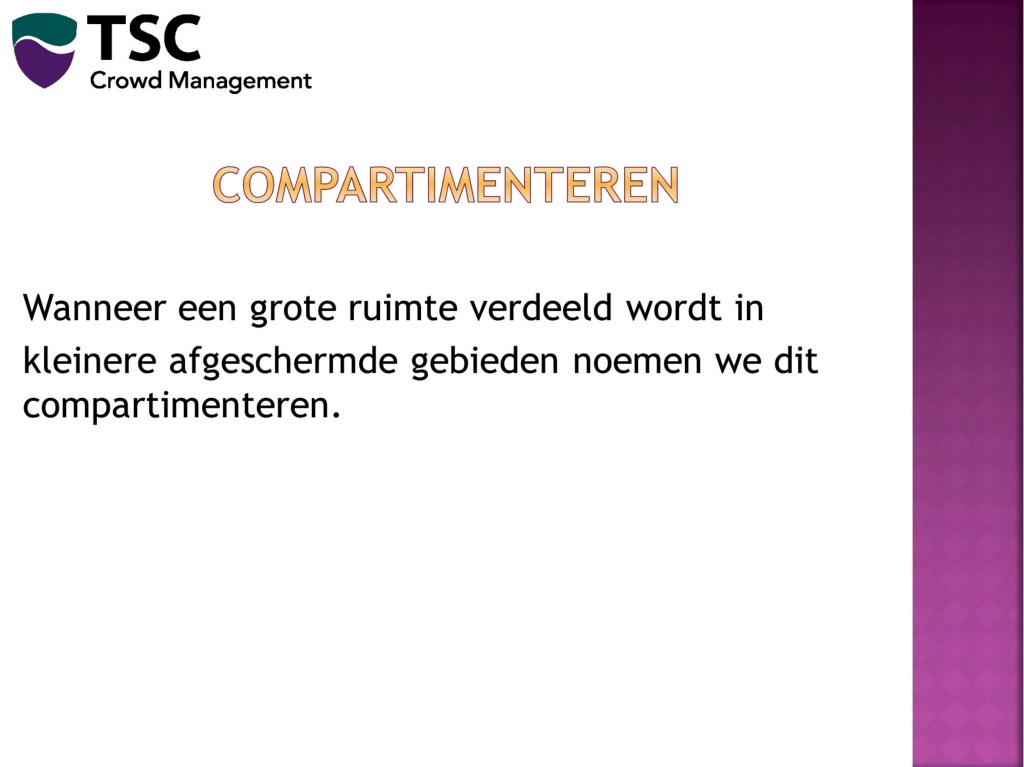 TSC
Crowd Management
COMPARTIMENTEREN
Wanneer een grote ruimte verdeeld wordt in
kleinere afgeschermde gebieden noemen we dit
compartimenteren.